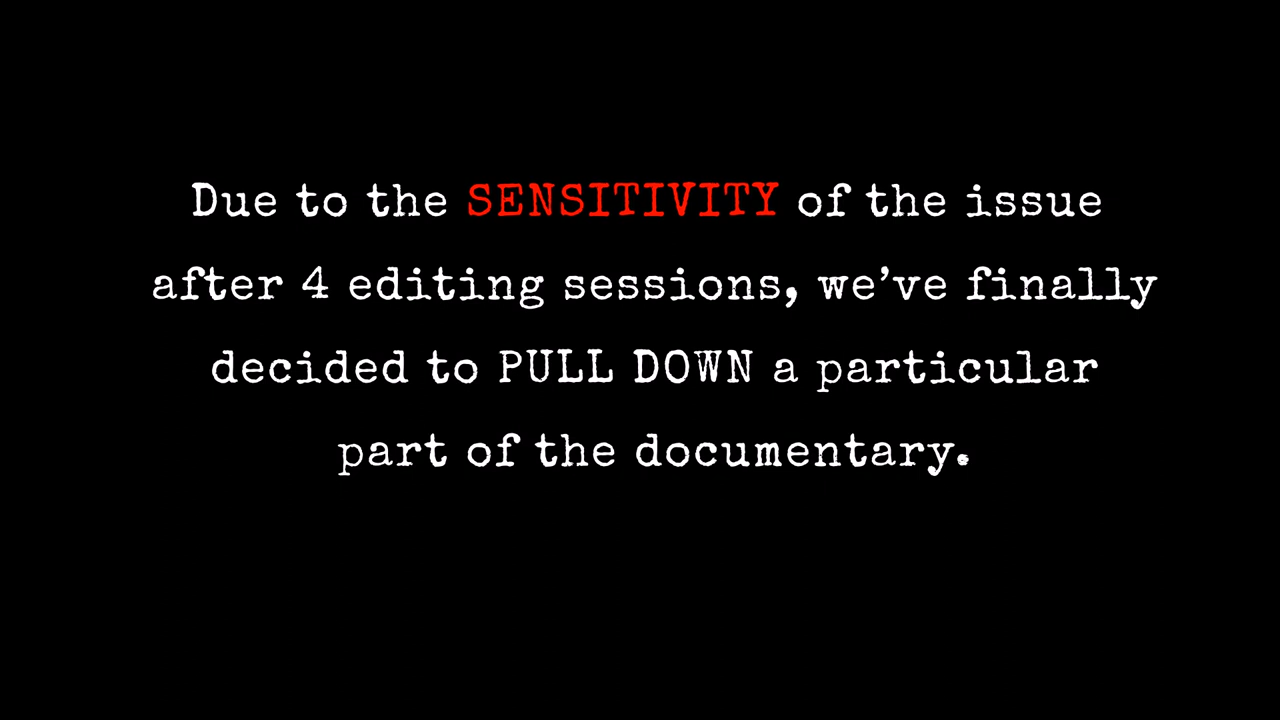 Due to the SENSITIVITY of the issue
after 4 editing sessions, we’ve finally
decided to PULL DOWN a particular
part of the documentary.